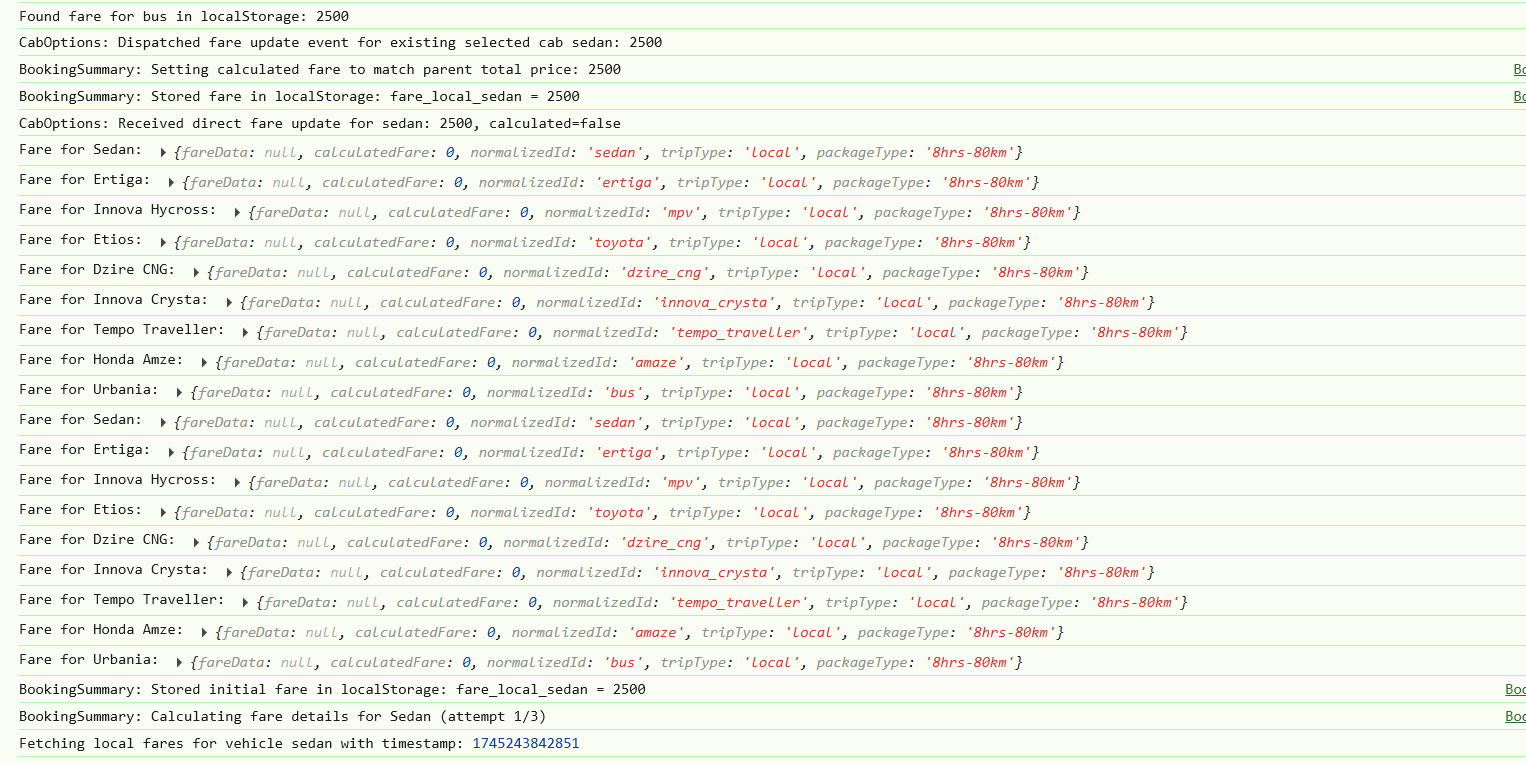 Found fare for bus in localStorage: 2500
CabOptions: Dispatched fare update event for existing selected cab sedan: 2500
BookingSummary: Setting calculated fare to match parent total price: 2500 Bo
BookingSummary: Stored fare in localStorage: fare_local_sedan = 2500 Bo
CabOptions: Received direct fare update for sedan: 2500, calculated=false
Fare for Sedan: ▶ {fareData: null, calculatedFare: 0, normalizedId: 'sedan', tripType: 'local', packageType: '8hrs-80km'}
Fare for Ertiga: ▶ {fareData: null, calculatedFare: 0, normalizedId: 'ertiga', tripType: 'local', packageType: '8hrs-80km'}
Fare for Innova Hycross: ▶ {fareData: null, calculatedFare: 0, normalizedId: 'mpv', tripType: 'local', packageType: '8hrs-80km'}
Fare for Etios: ▶ {fareData: null, calculatedFare: 0, normalizedId: 'toyota', tripType: 'local', packageType: '8hrs-80km'}
Fare for Dzire CNG: ▶ {fareData: null, calculatedFare: 0, normalizedId: 'dzire_cng', tripType: 'local', packageType: '8hrs-80km'}
Fare for Innova Crysta: ▶ {fareData: null, calculatedFare: 0, normalizedId: 'innova_crysta', tripType: 'local', packageType: '8hrs-80km'}
Fare for Tempo Traveller: ▶ {fareData: null, calculatedFare: 0, normalizedId: 'tempo_traveller', tripType: 'local', packageType: '8hrs-80km'}
Fare for Honda Amze: ▶ {fareData: null, calculatedFare: 0, normalizedId: 'amaze', tripType: 'local', packageType: '8hrs-80km'}
Fare for Urbania: ▶ {fareData: null, calculatedFare: 0, normalizedId: 'bus', tripType: 'local', packageType: '8hrs-80km'}
Fare for Sedan: ▶ {fareData: null, calculatedFare: 0, normalizedId: 'sedan', tripType: 'local', packageType: '8hrs-80km'}
Fare for Ertiga: ▶ {fareData: null, calculatedFare: 0, normalizedId: 'ertiga', tripType: 'local', packageType: '8hrs-80km'}
Fare for Innova Hycross: ▶ {fareData: null, calculatedFare: 0, normalizedId: 'mpv', tripType: 'local', packageType: '8hrs-80km'}
Fare for Etios: ▶ {fareData: null, calculatedFare: 0, normalizedId: 'toyota', tripType: 'local', packageType: '8hrs-80km'}
Fare for Dzire CNG: ▶ {fareData: null, calculatedFare: 0, normalizedId: 'dzire_cng', tripType: 'local', packageType: '8hrs-80km'}
Fare for Innova Crysta: ▶ {fareData: null, calculatedFare: 0, normalizedId: 'innova_crysta', tripType: 'local', packageType: '8hrs-80km'}
Fare for Tempo Traveller: ▶ {fareData: null, calculatedFare: 0, normalizedId: 'tempo_traveller', tripType: 'local', packageType: '8hrs-80km'}
Fare for Honda Amze: ▶ {fareData: null, calculatedFare: 0, normalizedId: 'amaze', tripType: 'local', packageType: '8hrs-80km'}
Fare for Urbania: ▶ {fareData: null, calculatedFare: 0, normalizedId: 'bus', tripType: 'local', packageType: '8hrs-80km'}
BookingSummary: Stored initial fare in localStorage: fare_local_sedan = 2500 Boo
BookingSummary: Calculating fare details for Sedan (attempt 1/3) Boo
Fetching local fares for vehicle sedan with timestamp: 1745243842851